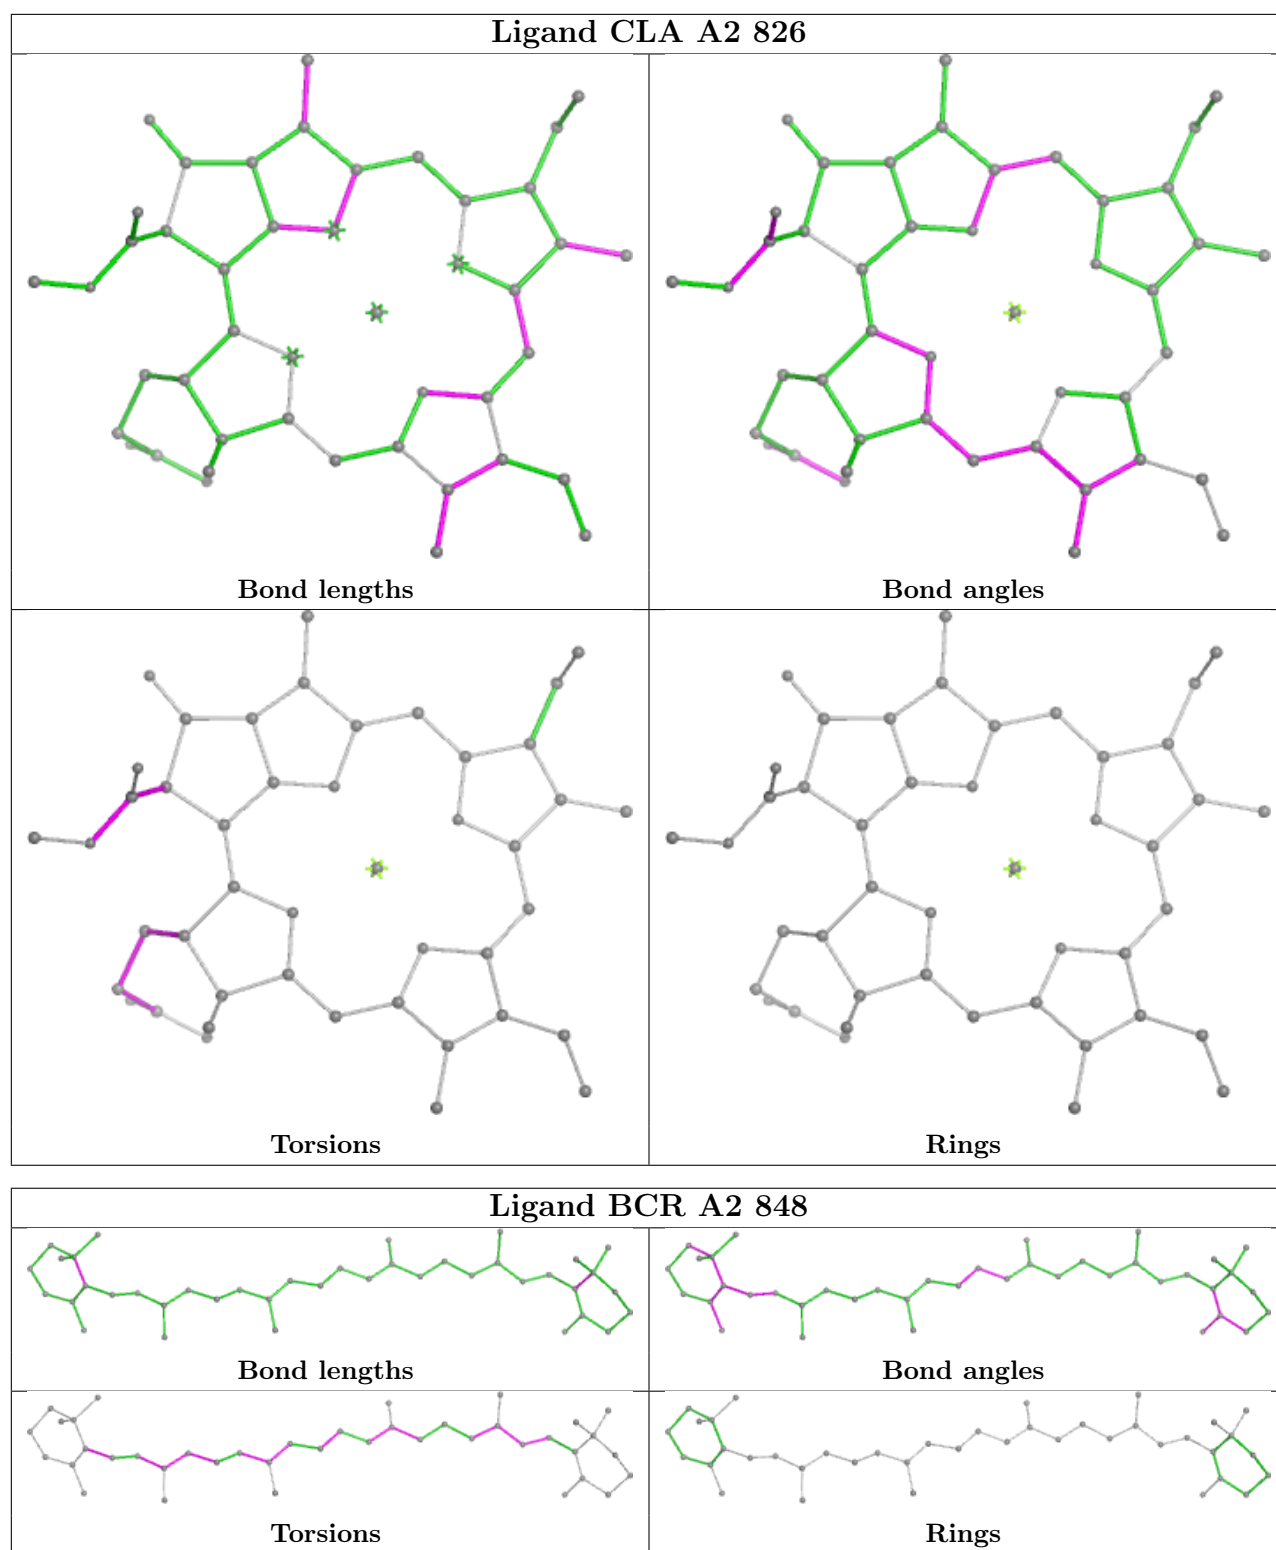 Ligand CLA A2 826
Bond lengths
Bond angles
Torsions
Rings
Ligand BCR A2 848
Bond lengths
Bond angles
Torsions
Rings